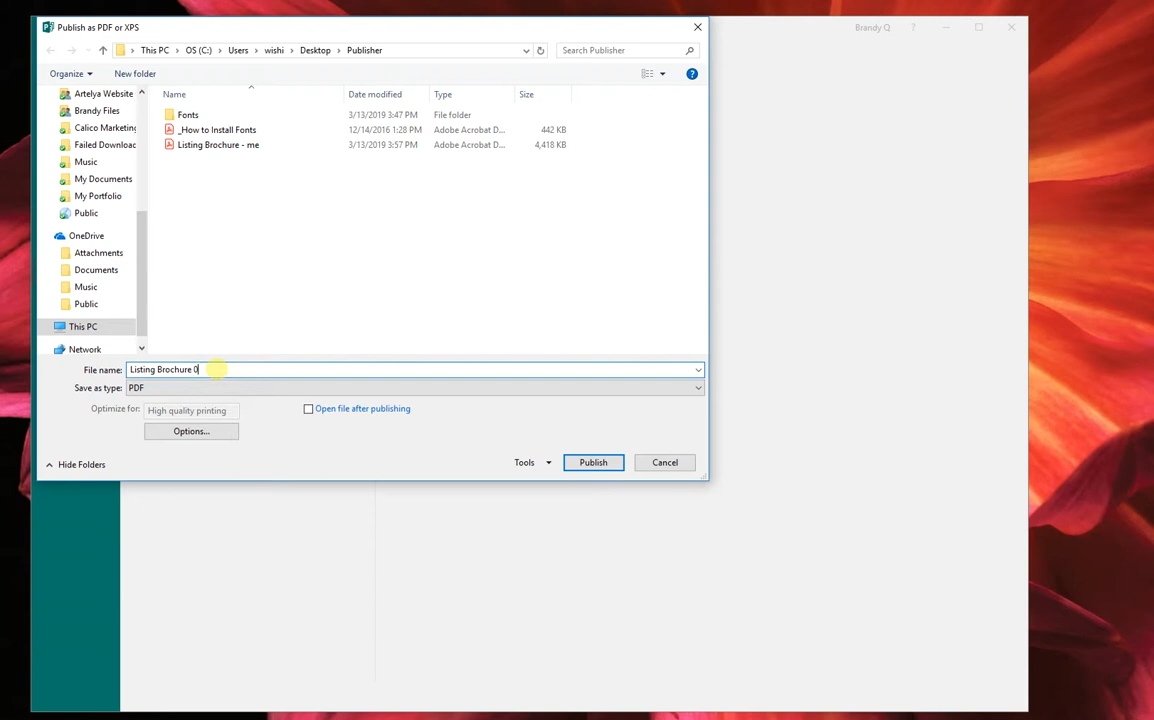 Publish as PDF or XPS
Brandy Q
?
This PC > OS (C:) > Users > wishi > Desktop > Publisher
Search Publisher
Organize
New folder
Name
Date modified
Type
Size
Artelya Website
Brandy Files
Calico Marketing
Failed Downloac
Music
My Documents
My Portfolio
Public
OneDrive
Attachments
Documents
Music
Public
This PC
Network
Fonts 3/13/2019 3:47 PM File folder
_How to Install Fonts 12/14/2016 1:28 PM Adobe Acrobat D... 442 KB
Listing Brochure - me 3/13/2019 3:57 PM Adobe Acrobat D... 4,418 KB
File name: Listing Brochure 0
Save as type: PDF
Optimize for: High quality printing
Open file after publishing
Options...
Hide Folders
Tools
Publish
Cancel